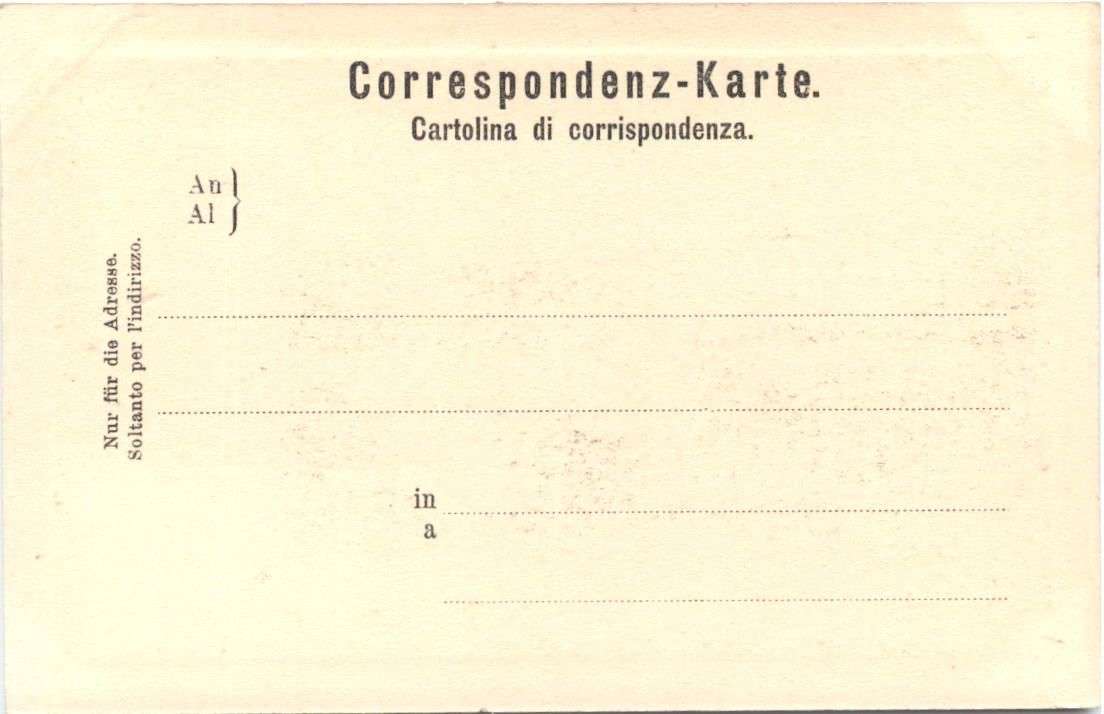 Correspondenz-Karte.
Cartolina di corrispondenza.
An
Al
Nur für die Adresse.
Soltanto per l'indirizzo.
in
a